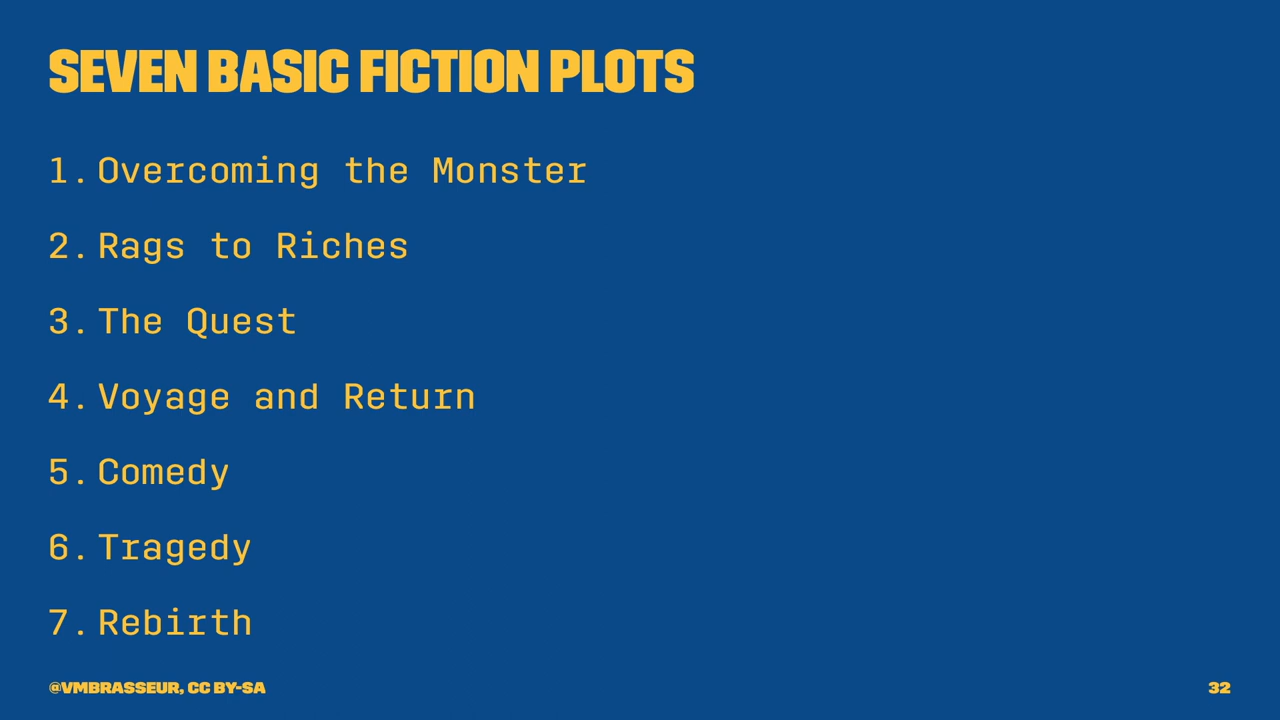 SEVEN BASIC FICTION PLOTS
1. Overcoming the Monster
2. Rags to Riches
3. The Quest
4. Voyage and Return
5. Comedy
6. Tragedy
7. Rebirth
@VMBRASSEUR, CC BY-SA
32